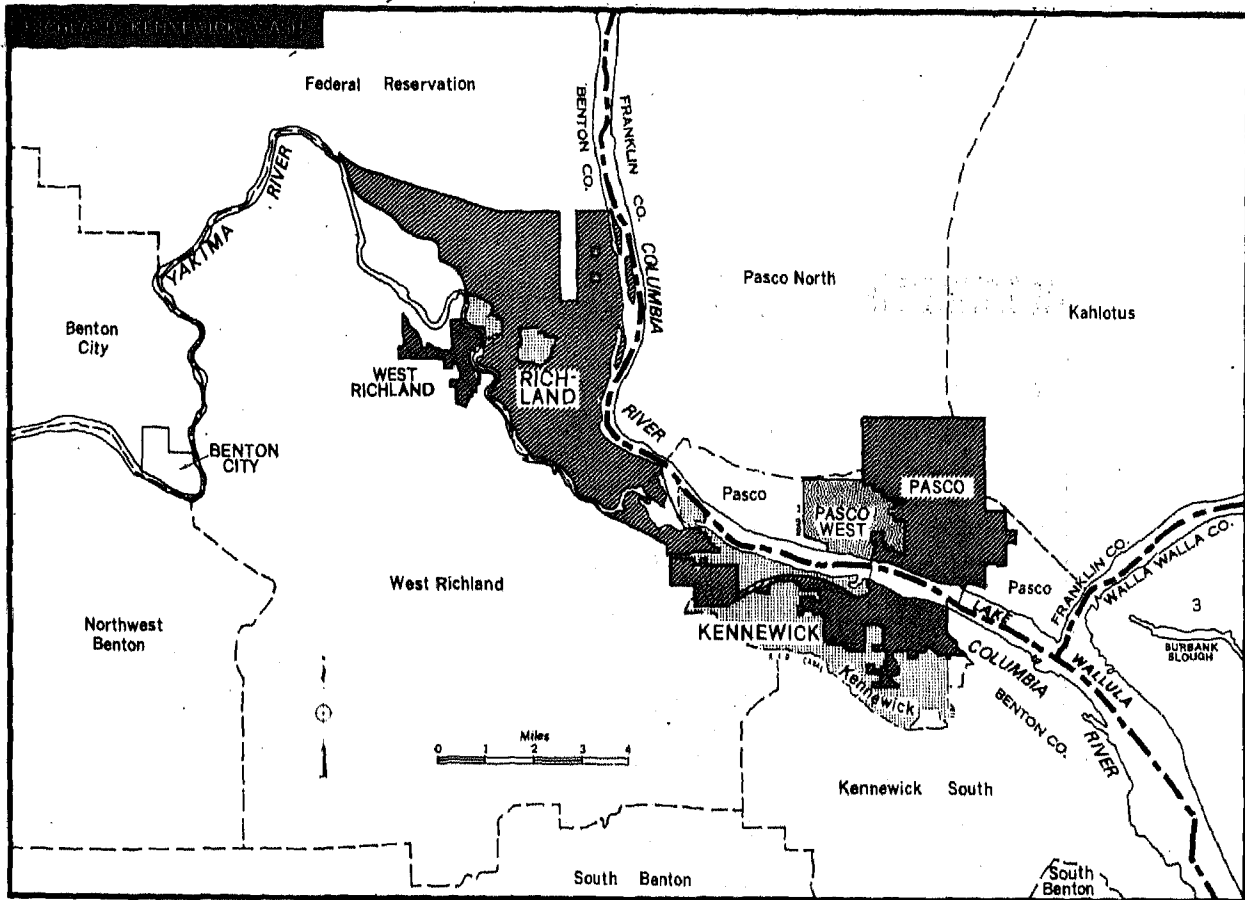 Federal Reservation
BENTON CO.
FRANKLIN CO.
COLUMBIA
RIVER
YAKIMA
RIVER
Pasco North
Kahlotus
Benton
City
WEST
RICHLAND
RICH-
LAND
BENTON
CITY
Pasco
PASCO
WEST
PASCO
Pasco
FRANKLIN CO.
WALLA WALLA CO.
3
BURBANK
SLOUGH
LAKE
WALLULA
West Richland
Northwest
Benton
KENNEWICK
Kennewick
COLUMBIA
RIVER
BENTON CO.
Miles
0 1 2 3 4
Kennewick South
South Benton
South
Benton